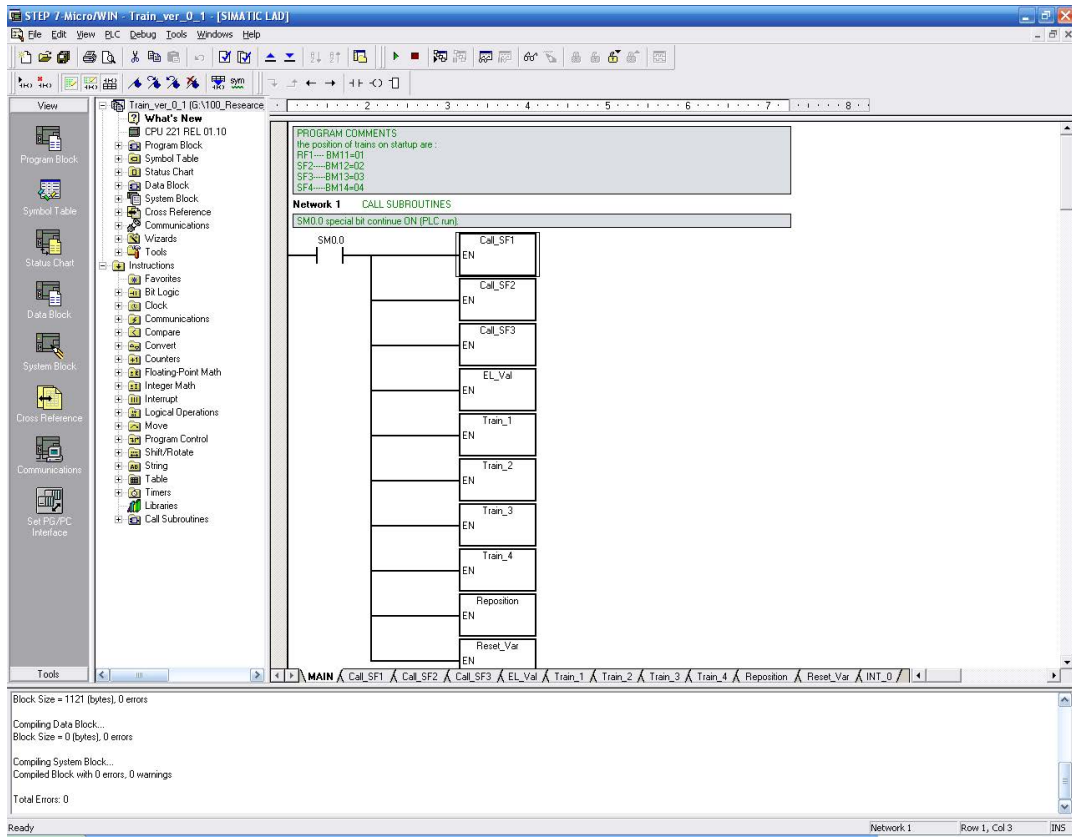 STEP 7-Micro/WIN - Train_ver_0_1 - [SIMATIC LAD]
File Edit View PLC Debug Tools Windows Help
sym
View
Program Block
Symbol Table
Status Chart
Data Block
System Block
Cross Reference
Communications
Set PG/PC
Interface
Tools
Train_ver_0_1 (G:\100_Researce
What's New
CPU 221 REL 01.10
Program Block
Symbol Table
Status Chart
Data Block
System Block
Cross Reference
Communications
Wizards
Tools
Instructions
Favorites
Bit Logic
Clock
Communications
Compare
Convert
Counters
Floating-Point Math
Integer Math
Interrupt
Logical Operations
Move
Program Control
Shift/Rotate
String
Table
Timers
Libraries
Call Subroutines
2 3 4 5 6 7 8
PROGRAM COMMENTS
the position of trains on startup are :
RF1---- BM11=01
SF2----BM12=02
SF3----BM13=03
SF4----BM14=04
Network 1 CALL SUBROUTINES
SM0.0 special bit continue ON (PLC run).
SM0.0
Call_SF1
EN
Call_SF2
EN
Call_SF3
EN
EL_Val
EN
Train_1
EN
Train_2
EN
Train_3
EN
Train_4
EN
Reposition
EN
Reset_Var
EN
MAIN Call_SF1 Call_SF2 Call_SF3 EL_Val Train_1 Train_2 Train_3 Train_4 Reposition Reset_Var INT_0
Block Size = 1121 (bytes), 0 errors
Compiling Data Block...
Block Size = 0 (bytes), 0 errors
Compiling System Block...
Compiled Block with 0 errors, 0 warnings
Total Errors: 0
Ready Network 1 Row 1, Col 3 INS